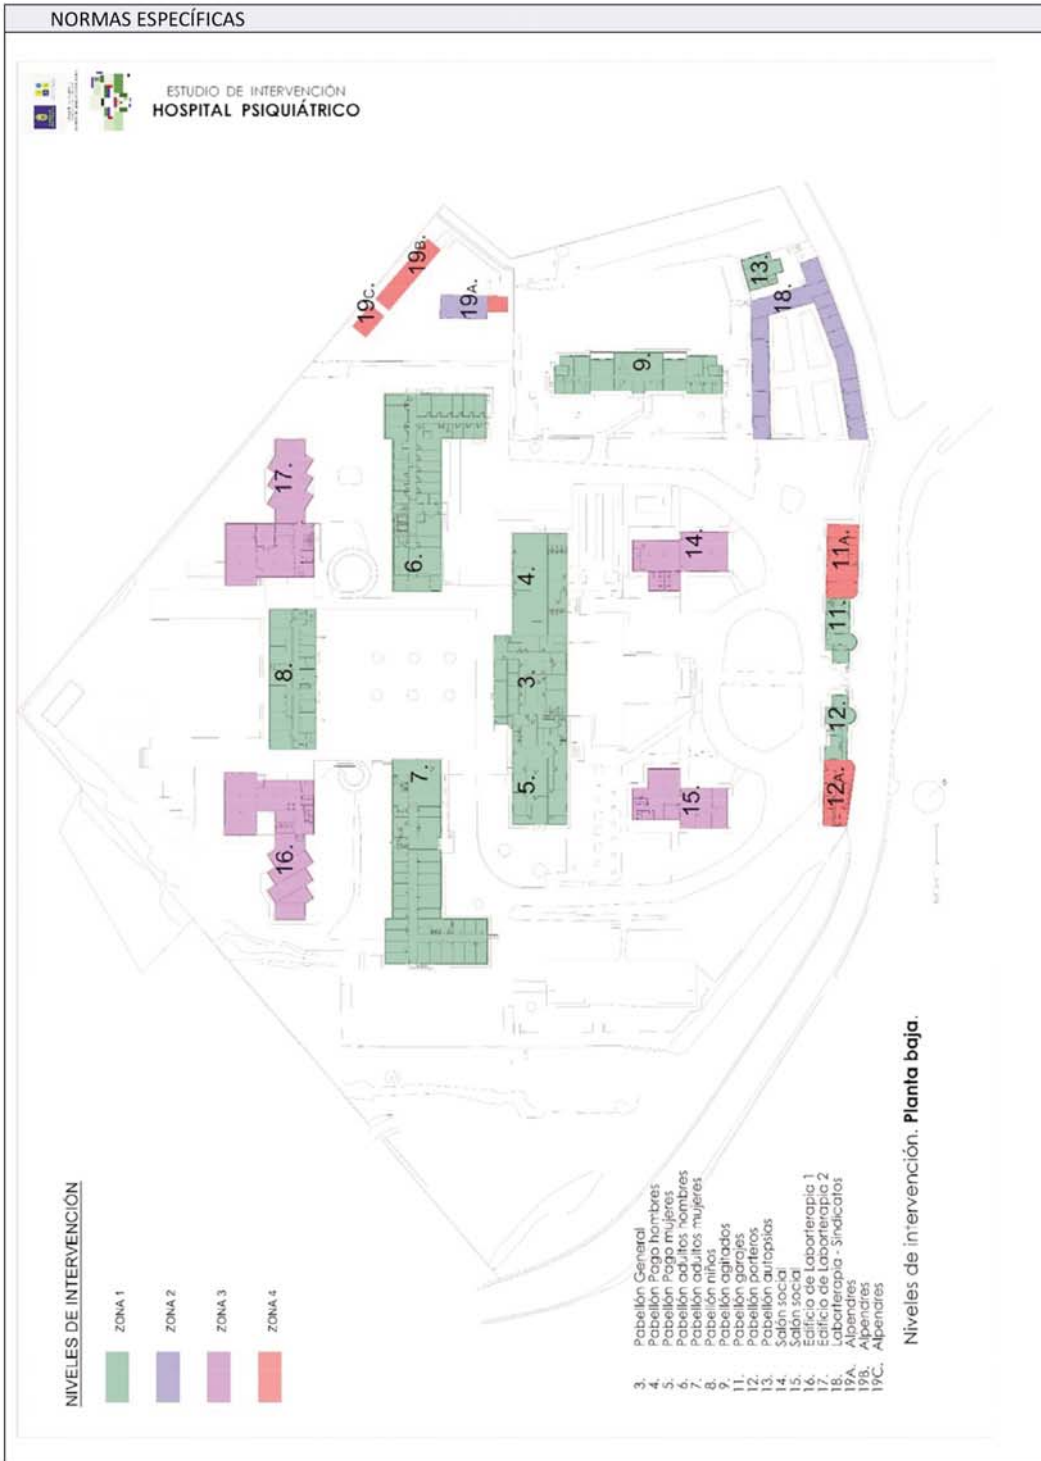 NORMAS ESPECÍFICAS
ESTUDIO DE INTERVENCIÓN
HOSPITAL PSIQUIÁTRICO
19C.
19B.
19A.
13.
18.
9.
17.
6.
14.
4.
11A.
11.
8.
3.
12.
7.
5.
15.
12A.
16.
NIVELES DE INTERVENCIÓN
ZONA 1
ZONA 2
ZONA 3
ZONA 4
3. Pabellón General
4. Pabellón Pago hombres
5. Pabellón Pago mujeres
6. Pabellón adultos hombres
7. Pabellón adultos mujeres
8. Pabellón niños
9. Pabellón agitados
11. Pabellón garajes
12. Pabellón porteros
13. Pabellón autopsias
14. Salón social
15. Salón social
16. Edificio de Laborterapia 1
17. Edificio de Laborterapia 2
18. Laborterapia - Sindicatos
19A. Alpendres
19B. Alpendres
19C. Alpendres
Niveles de intervención. Planta baja.